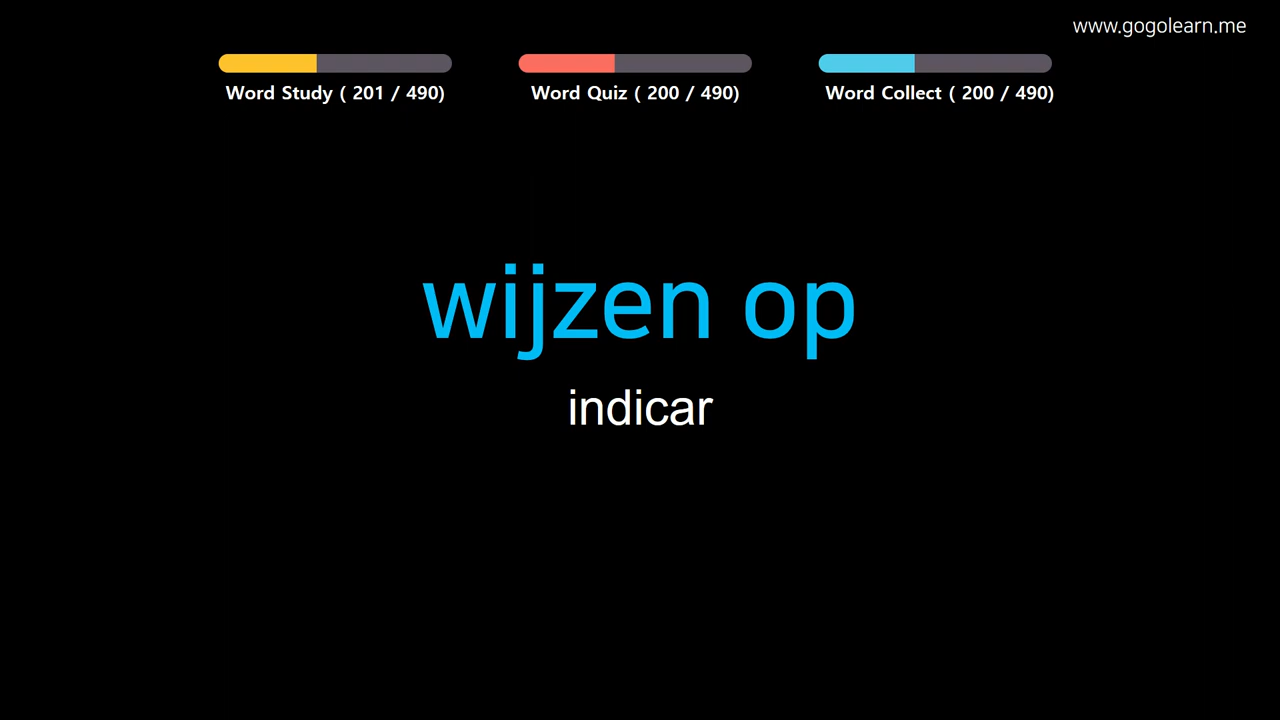 www.gogolearn.me
Word Study ( 201 / 490)
Word Quiz ( 200 / 490)
Word Collect ( 200 / 490)
wijzen op
indicar